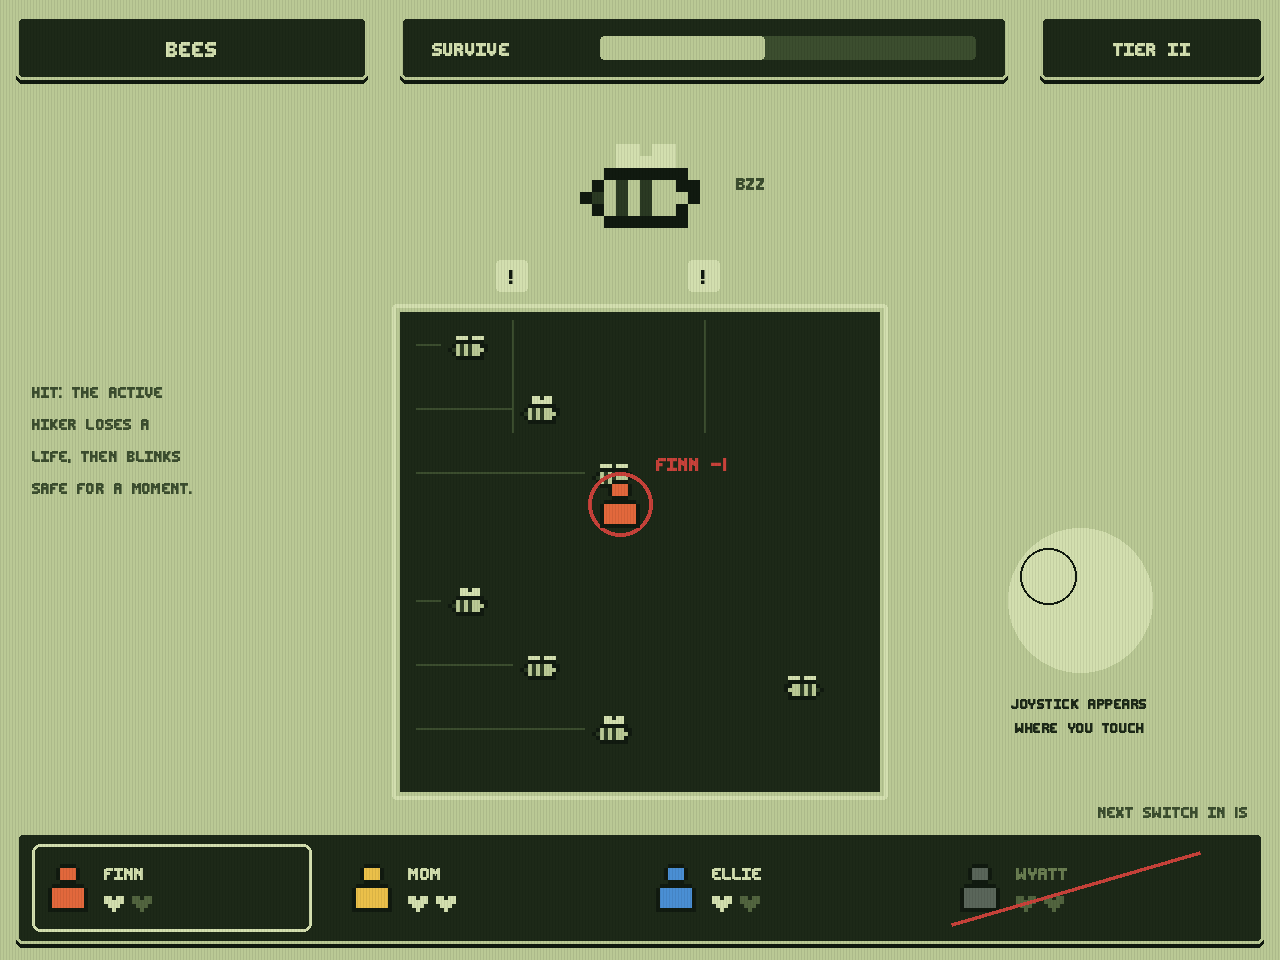 BEES
SURVIVE
TIER II
BZZ
!
!
HIT: THE ACTIVE
HIKER LOSES A
LIFE, THEN BLINKS
SAFE FOR A MOMENT.
FINN -1
JOYSTICK APPEARS
WHERE YOU TOUCH
NEXT SWITCH IN 1S
FINN
MOM
ELLIE
WYATT